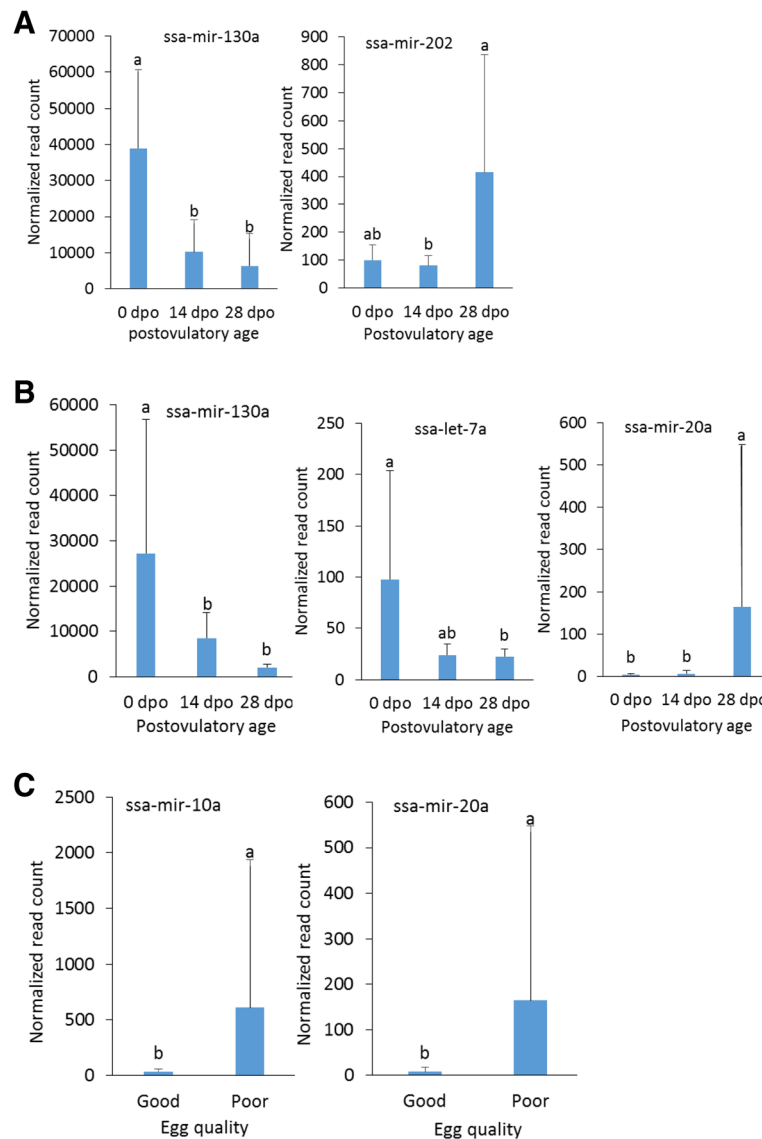 A
ssa-mir-130a
Normalized read count
70000
60000
50000
40000
30000
20000
10000
0
a
b
b
0 dpo 14 dpo 28 dpo
postovulatory age
ssa-mir-202
Normalized read count
900
800
700
600
500
400
300
200
100
0
ab
b
a
0 dpo 14 dpo 28 dpo
Postovulatory age
B
ssa-mir-130a
Normalized read count
60000
50000
40000
30000
20000
10000
0
a
b
b
0 dpo 14 dpo 28 dpo
Postovulatory age
ssa-let-7a
Normalized read count
250
200
150
100
50
0
a
ab
b
0 dpo 14 dpo 28 dpo
Postovulatory age
ssa-mir-20a
Normalized read count
600
500
400
300
200
100
0
b
b
a
0 dpo 14 dpo 28 dpo
Postovulatory age
C
ssa-mir-10a
Normalized read count
2500
2000
1500
1000
500
0
b
a
Good Poor
Egg quality
ssa-mir-20a
Normalized read count
600
500
400
300
200
100
0
b
a
Good Poor
Egg quality